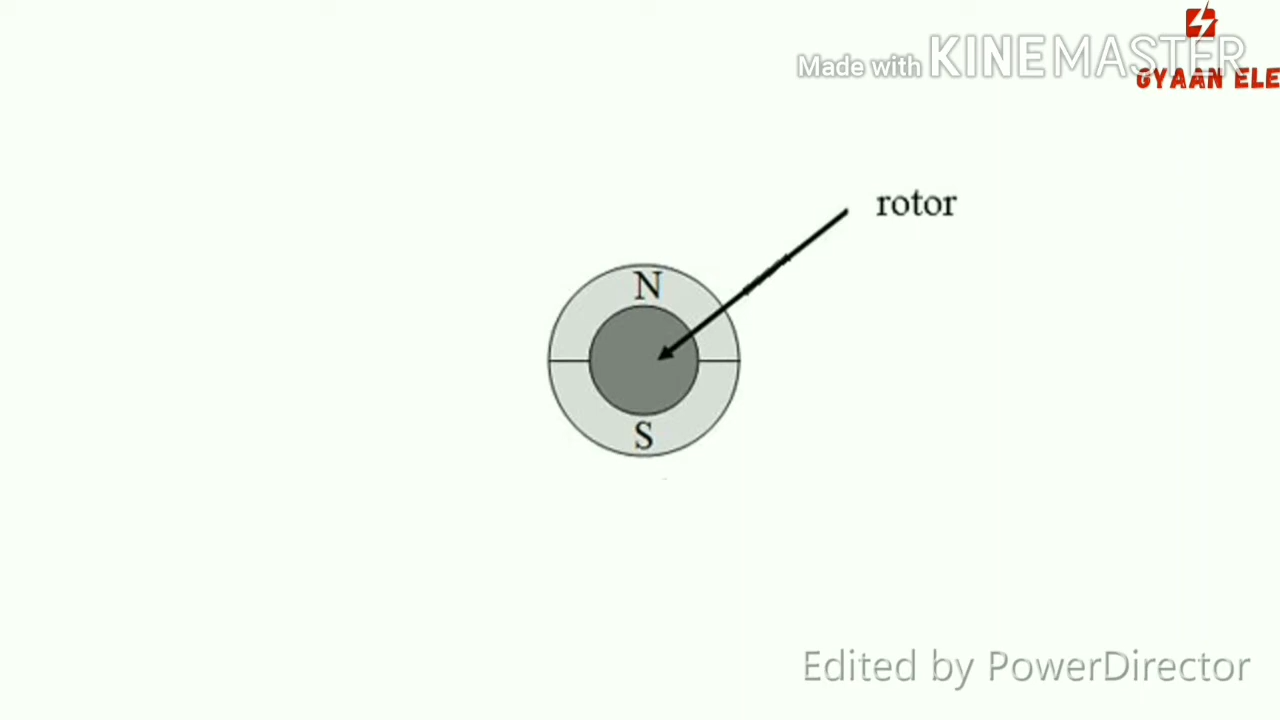 Made with KINEMASTER
GYAAN ELE
rotor
N
S
Edited by PowerDirector